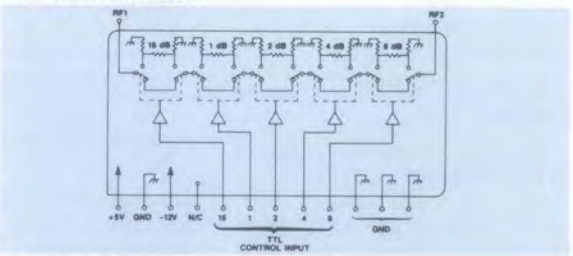 RF1 RF2
16 dB 1 dB 2 dB 4 dB 8 dB
+5V GND -12V N/C 16 1 2 4 8 GND
TTL
CONTROL INPUT